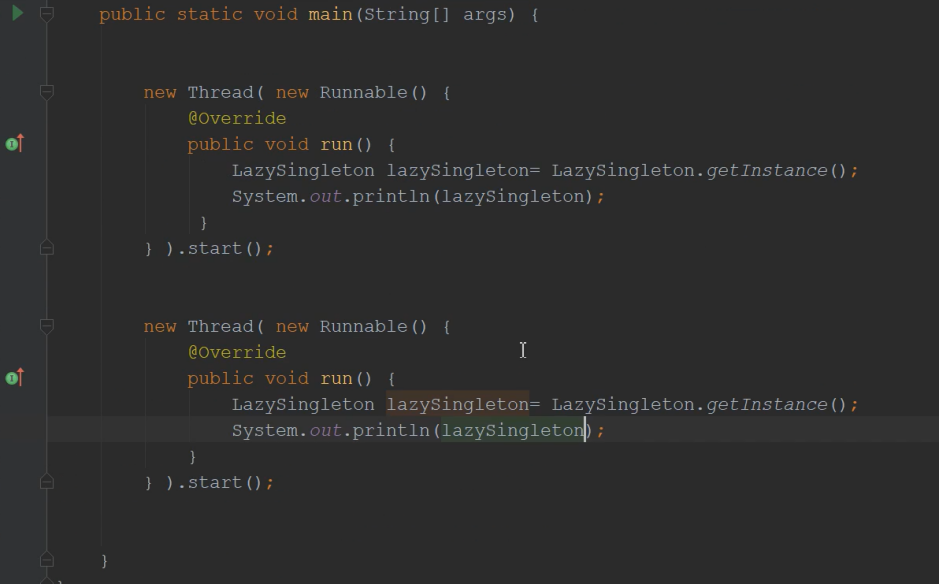 public static void main(String[] args) {
new Thread( new Runnable() {
@Override
public void run() {
LazySingleton lazySingleton= LazySingleton.getInstance();
System.out.println(lazySingleton);
}
} ).start();
new Thread( new Runnable() {
@Override
public void run() {
LazySingleton lazySingleton= LazySingleton.getInstance();
System.out.println(lazySingleton);
}
} ).start();
}